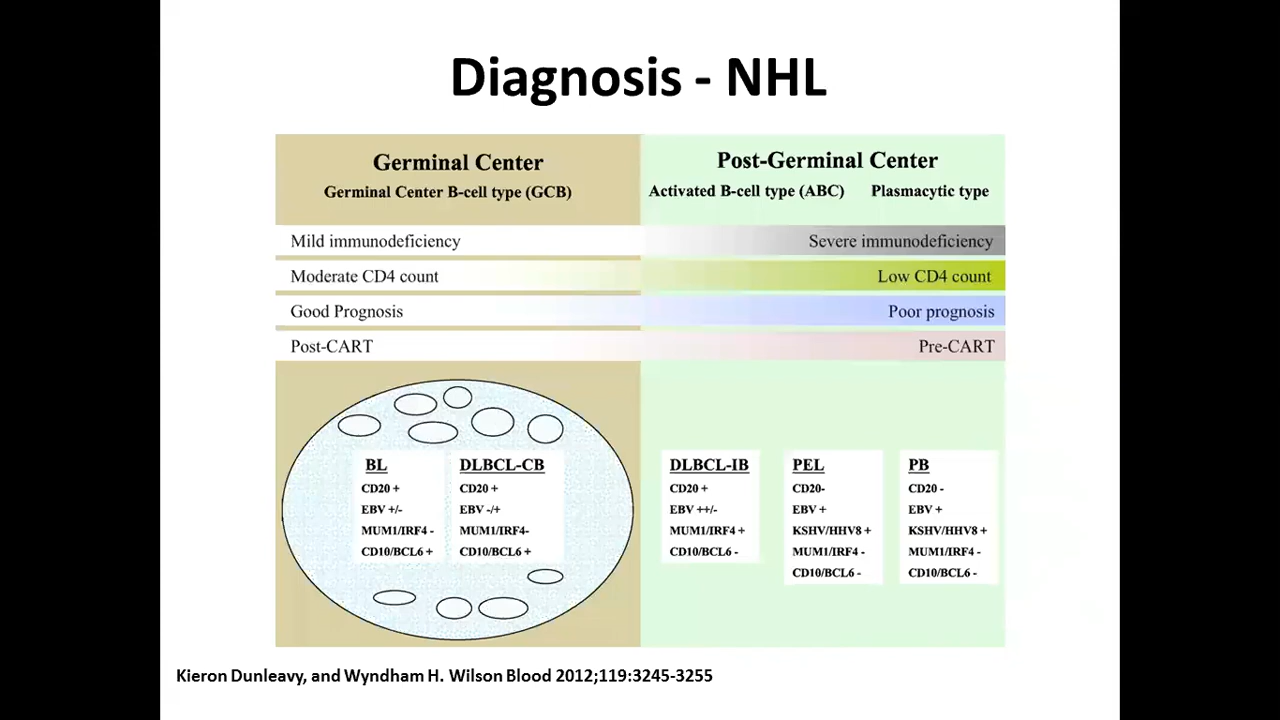 Diagnosis - NHL
Germinal Center
Germinal Center B-cell type (GCB)
Post-Germinal Center
Activated B-cell type (ABC) Plasmacytic type
Mild immunodeficiency Severe immunodeficiency
Moderate CD4 count Low CD4 count
Good Prognosis Poor prognosis
Post-CART Pre-CART
BL
CD20 +
EBV +/-
MUM1/IRF4 -
CD10/BCL6 +
DLBCL-CB
CD20 +
EBV -/+
MUM1/IRF4-
CD10/BCL6 +
DLBCL-IB
CD20 +
EBV ++/-
MUM1/IRF4 +
CD10/BCL6 -
PEL
CD20-
EBV +
KSHV/HHV8 +
MUM1/IRF4 -
CD10/BCL6 -
PB
CD20 -
EBV +
KSHV/HHV8 +
MUM1/IRF4 -
CD10/BCL6 -
Kieron Dunleavy, and Wyndham H. Wilson Blood 2012;119:3245-3255